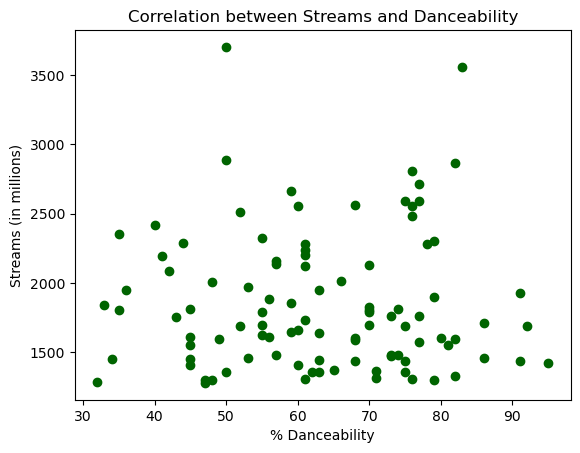 Correlation between Streams and Danceability
3500
3000
2500
2000
1500
Streams (in millions)
30 40 50 60 70 80 90
% Danceability